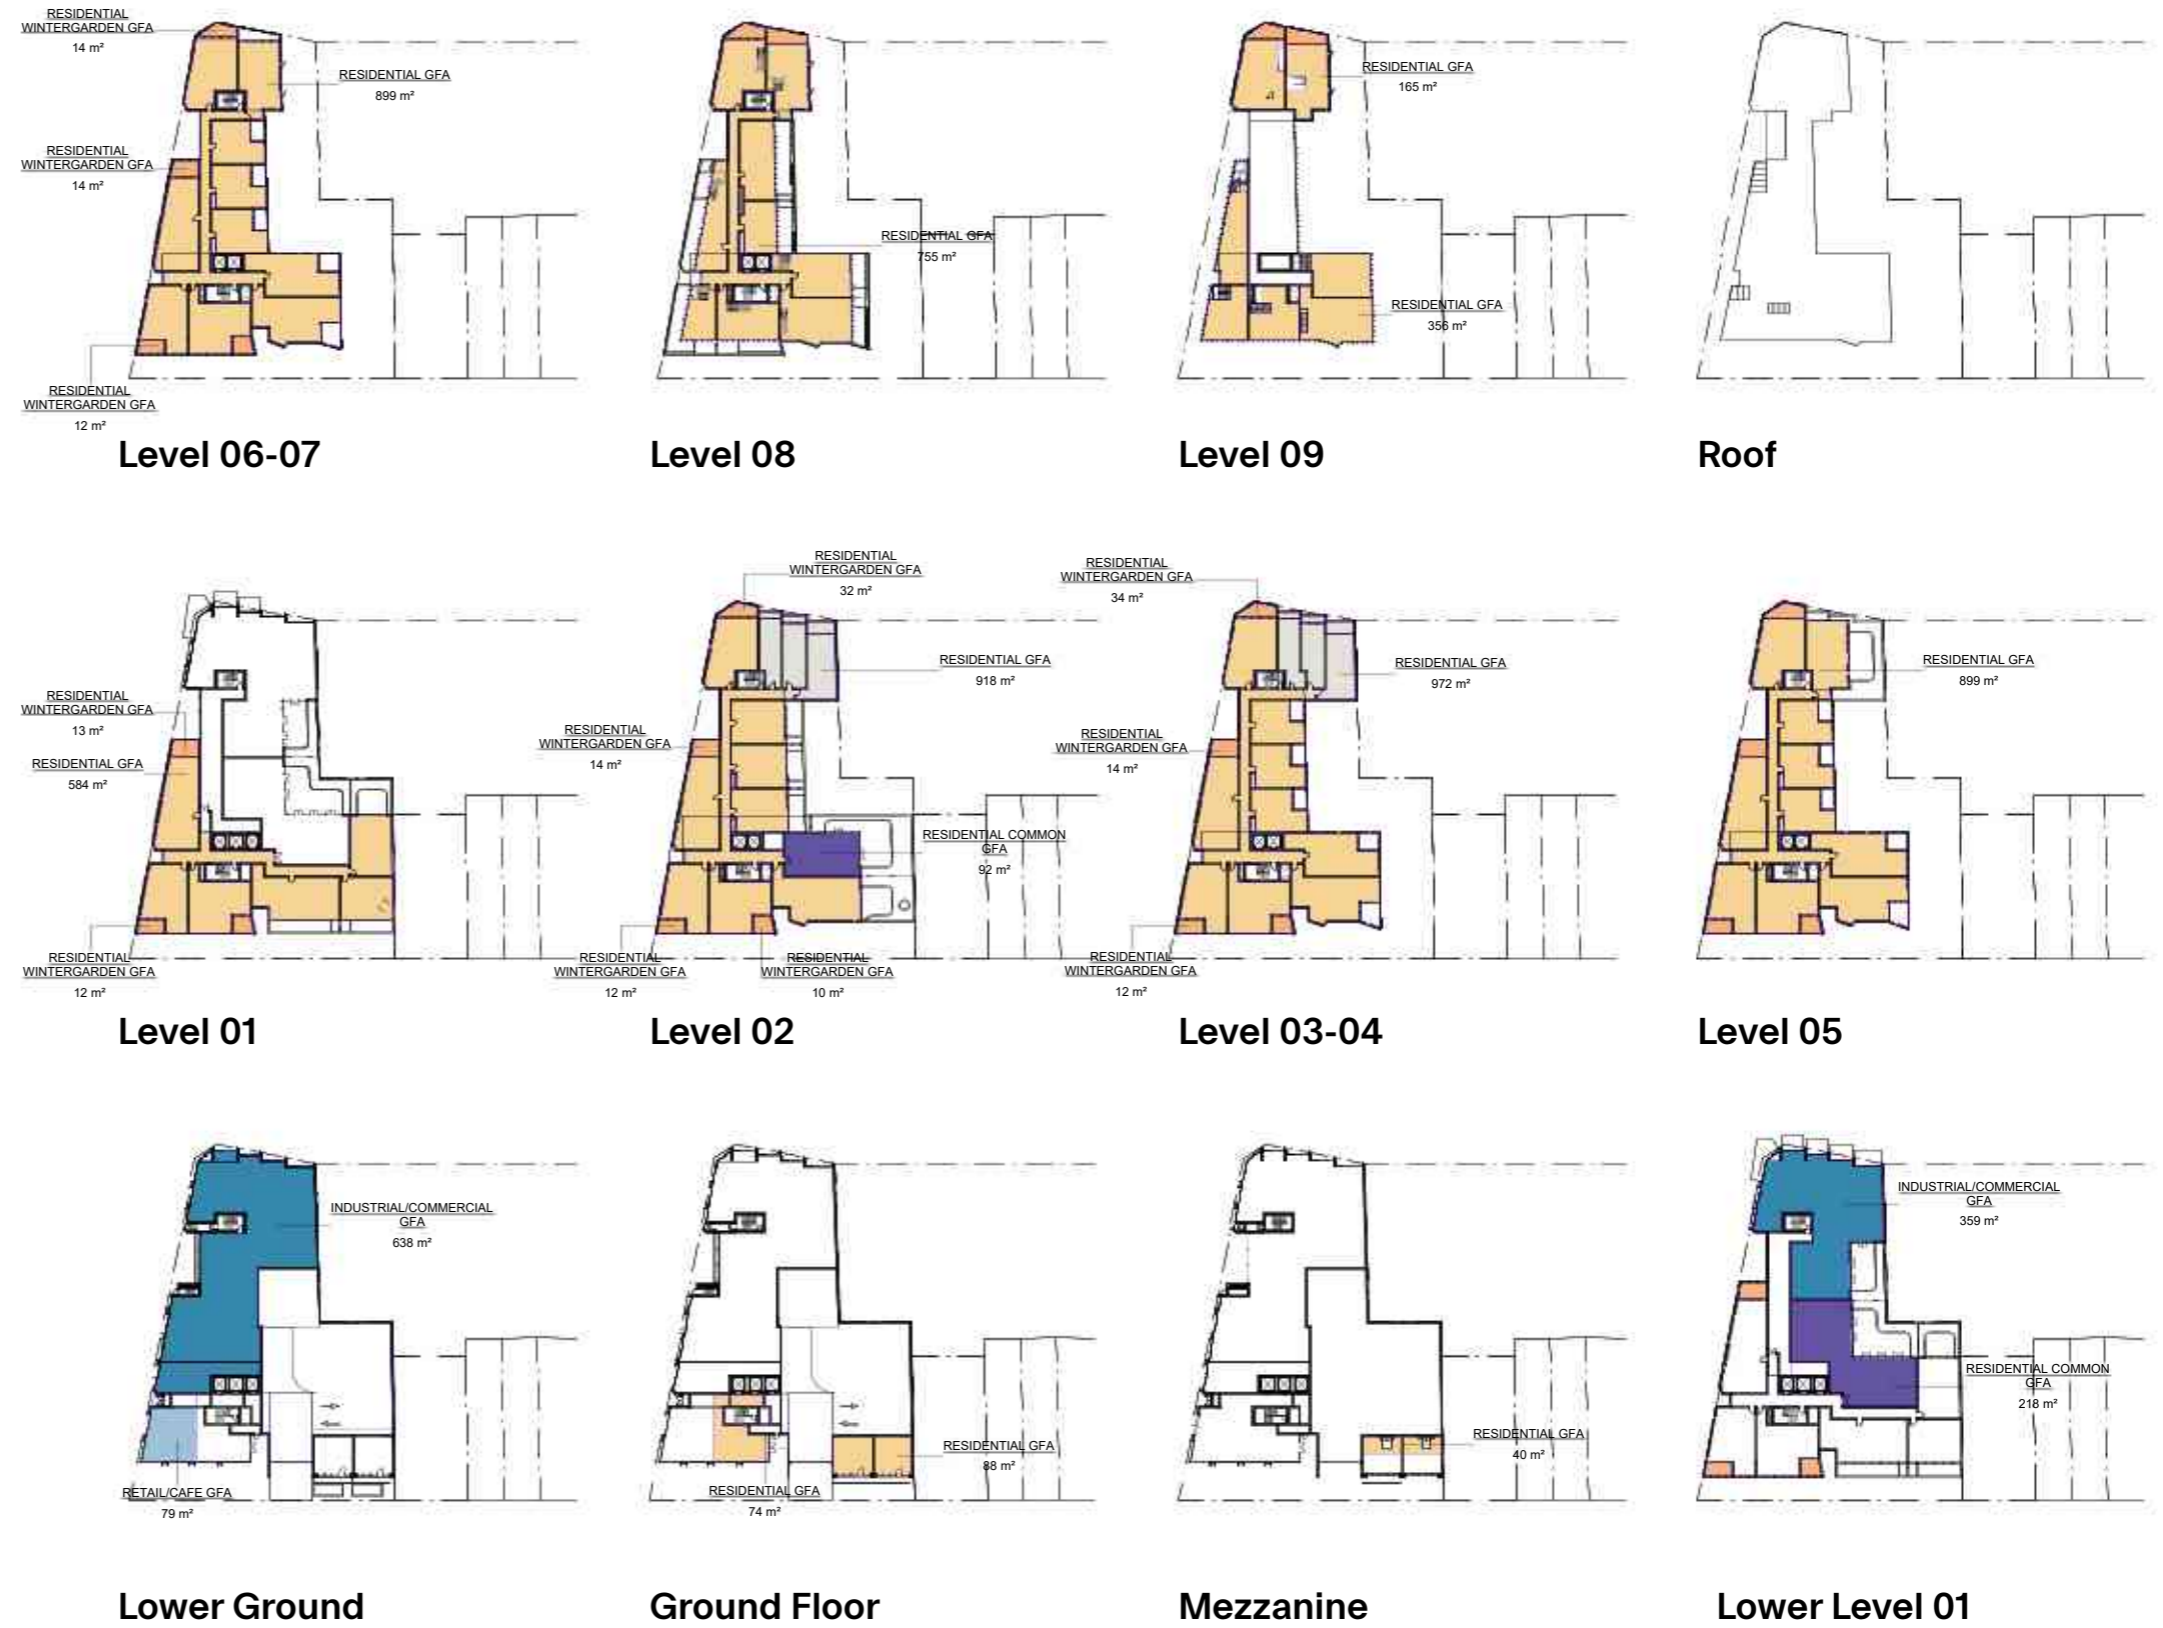 RESIDENTIAL
WINTERGARDEN GFA
14 m²
RESIDENTIAL GFA
899 m²
RESIDENTIAL
WINTERGARDEN GFA
14 m²
RESIDENTIAL
WINTERGARDEN GFA
12 m²
Level 06-07
RESIDENTIAL GFA
755 m²
Level 08
RESIDENTIAL GFA
165 m²
RESIDENTIAL GFA
356 m²
Level 09
Roof
RESIDENTIAL
WINTERGARDEN GFA
13 m²
RESIDENTIAL GFA
584 m²
RESIDENTIAL
WINTERGARDEN GFA
12 m²
Level 01
RESIDENTIAL
WINTERGARDEN GFA
32 m²
RESIDENTIAL GFA
918 m²
RESIDENTIAL
WINTERGARDEN GFA
14 m²
RESIDENTIAL COMMON
GFA
92 m²
RESIDENTIAL
WINTERGARDEN GFA
12 m²
RESIDENTIAL
WINTERGARDEN GFA
10 m²
Level 02
RESIDENTIAL
WINTERGARDEN GFA
34 m²
RESIDENTIAL GFA
972 m²
RESIDENTIAL
WINTERGARDEN GFA
14 m²
RESIDENTIAL
WINTERGARDEN GFA
12 m²
Level 03-04
RESIDENTIAL GFA
899 m²
Level 05
INDUSTRIAL/COMMERCIAL
GFA
638 m²
RETAIL/CAFE GFA
79 m²
Lower Ground
RESIDENTIAL GFA
88 m²
RESIDENTIAL GFA
74 m²
Ground Floor
RESIDENTIAL GFA
40 m²
Mezzanine
INDUSTRIAL/COMMERCIAL
GFA
359 m²
RESIDENTIAL COMMON
GFA
218 m²
Lower Level 01